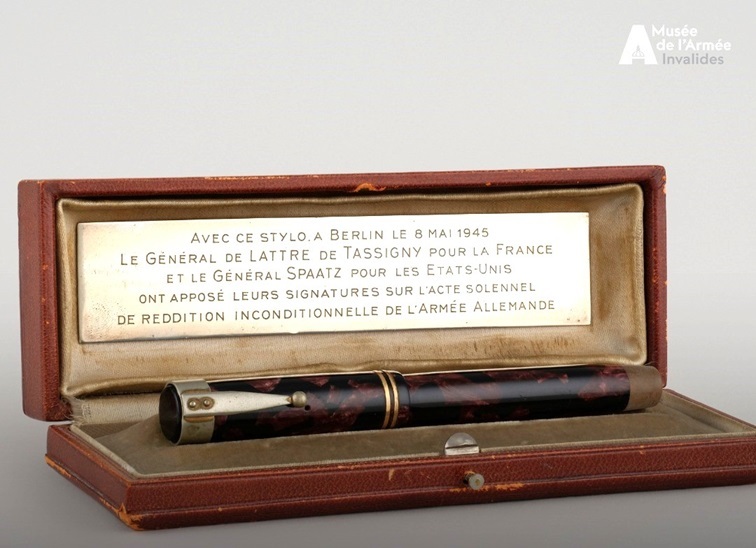 Musée
de l'Armée
Invalides
AVEC CE STYLO. A BERLIN LE 8 MAI 1945
LE GÉNÉRAL DE LATTRE DE TASSIGNY POUR LA FRANCE
ET LE GÉNÉRAL SPAATZ POUR LES ETATS-UNIS
ONT APPOSÉ LEURS SIGNATURES SUR L'ACTE SOLENNEL
DE REDDITION INCONDITIONNELLE DE L'ARMÉE ALLEMANDE